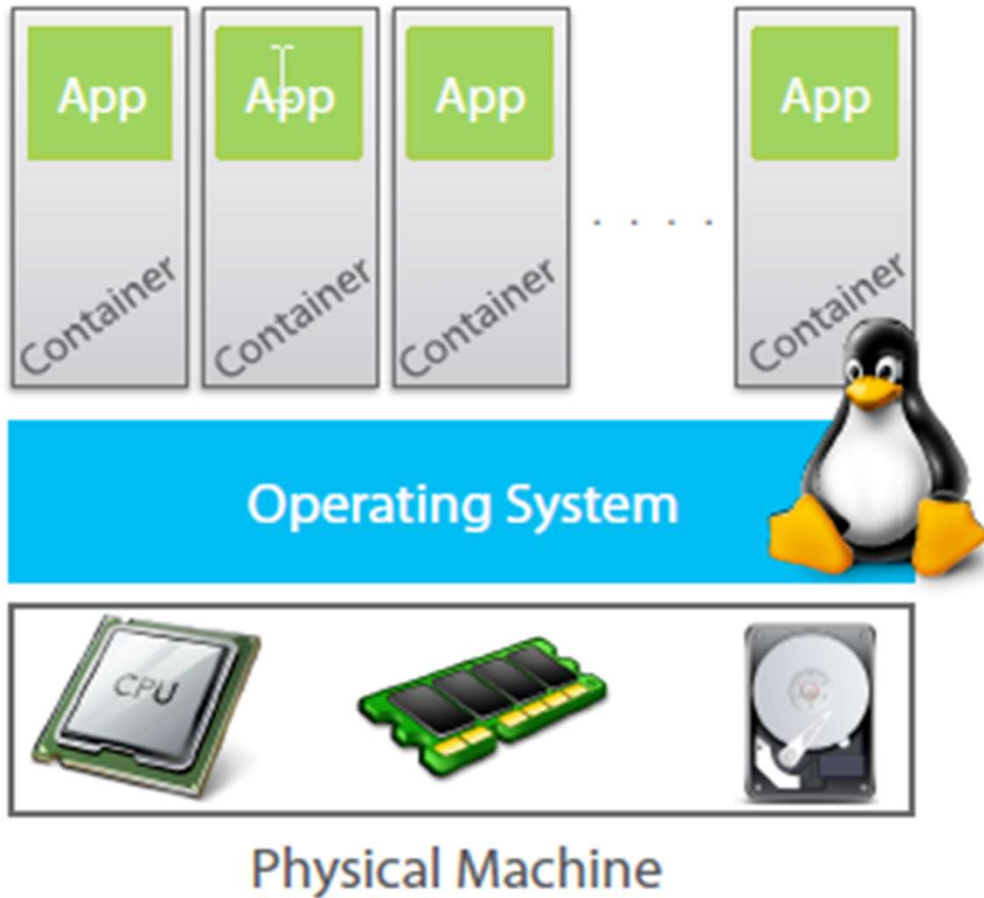 App App App App
Container Container Container Container
Operating System
CPU
Physical Machine